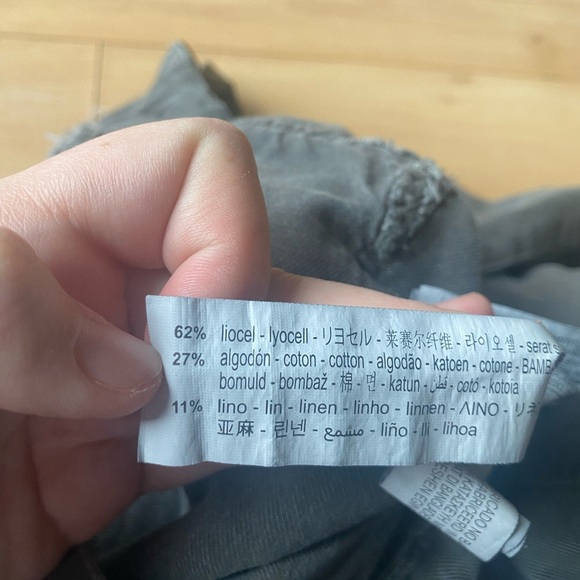 62% liocel - lyocell - リヨセル - 莱赛尔纤维 - 라이오셀 - serat
27% algodón - coton - cotton - algodão - katoen - cotone - BAMB
bomuld - bombaž - 棉 - 면 - katun - قطن - cotó - kotoia
11% lino - lin - linen - linho - linnen - ΛΙΝΟ - リネ
亚麻 - 린넨 - مشمع - liño - lli - lihoa